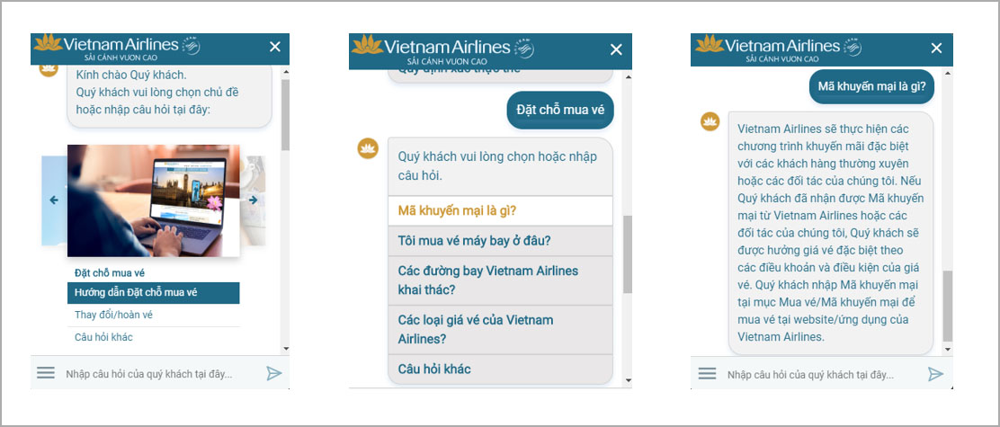 Vietnam Airlines
SẢI CÁNH VƯƠN CAO
Kính chào Quý khách.
Quý khách vui lòng chọn chủ đề
hoặc nhập câu hỏi tại đây:
Đặt chỗ mua vé
Hướng dẫn Đặt chỗ mua vé
Thay đổi/hoàn vé
Câu hỏi khác
Nhập câu hỏi của quý khách tại đây...
Vietnam Airlines
SẢI CÁNH VƯƠN CAO
Quy định xác thực thẻ
Đặt chỗ mua vé
Quý khách vui lòng chọn hoặc nhập
câu hỏi.
Mã khuyến mại là gì?
Tôi mua vé máy bay ở đâu?
Các đường bay Vietnam Airlines
khai thác?
Các loại giá vé của Vietnam
Airlines?
Câu hỏi khác
Vietnam Airlines
SẢI CÁNH VƯƠN CAO
Mã khuyến mại là gì?
Vietnam Airlines sẽ thực hiện các
chương trình khuyến mãi đặc biệt
với các khách hàng thường xuyên
hoặc các đối tác của chúng tôi. Nếu
Quý khách đã nhận được Mã khuyến
mại từ Vietnam Airlines hoặc các
đối tác của chúng tôi, Quý khách sẽ
được hưởng giá vé đặc biệt theo
các điều khoản và điều kiện của giá
vé. Quý khách nhập Mã khuyến mại
tại mục Mua vé/Mã khuyến mại để
mua vé tại website/ứng dụng của
Vietnam Airlines.
Nhập câu hỏi của quý khách tại đây...